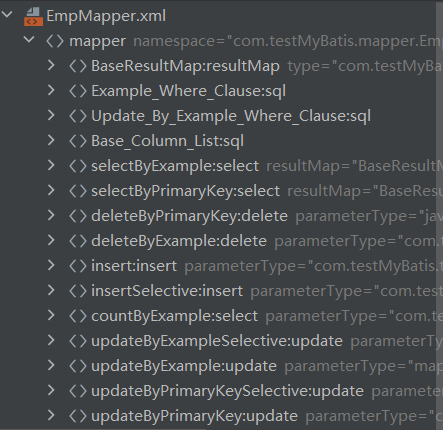 EmpMapper.xml
mapper namespace="com.testMyBatis.mapper.Emp
BaseResultMap:resultMap type="com.testMyBa
Example_Where_Clause:sql
Update_By_Example_Where_Clause:sql
Base_Column_List:sql
selectByExample:select resultMap="BaseResultM
selectByPrimaryKey:select resultMap="BaseResu
deleteByPrimaryKey:delete parameterType="jav
deleteByExample:delete parameterType="com.t
insert:insert parameterType="com.testMyBatis.t
insertSelective:insert parameterType="com.test
countByExample:select parameterType="com.te
updateByExampleSelective:update parameterTy
updateByExample:update parameterType="map
updateByPrimaryKeySelective:update parameter
updateByPrimaryKey:update parameterType="c